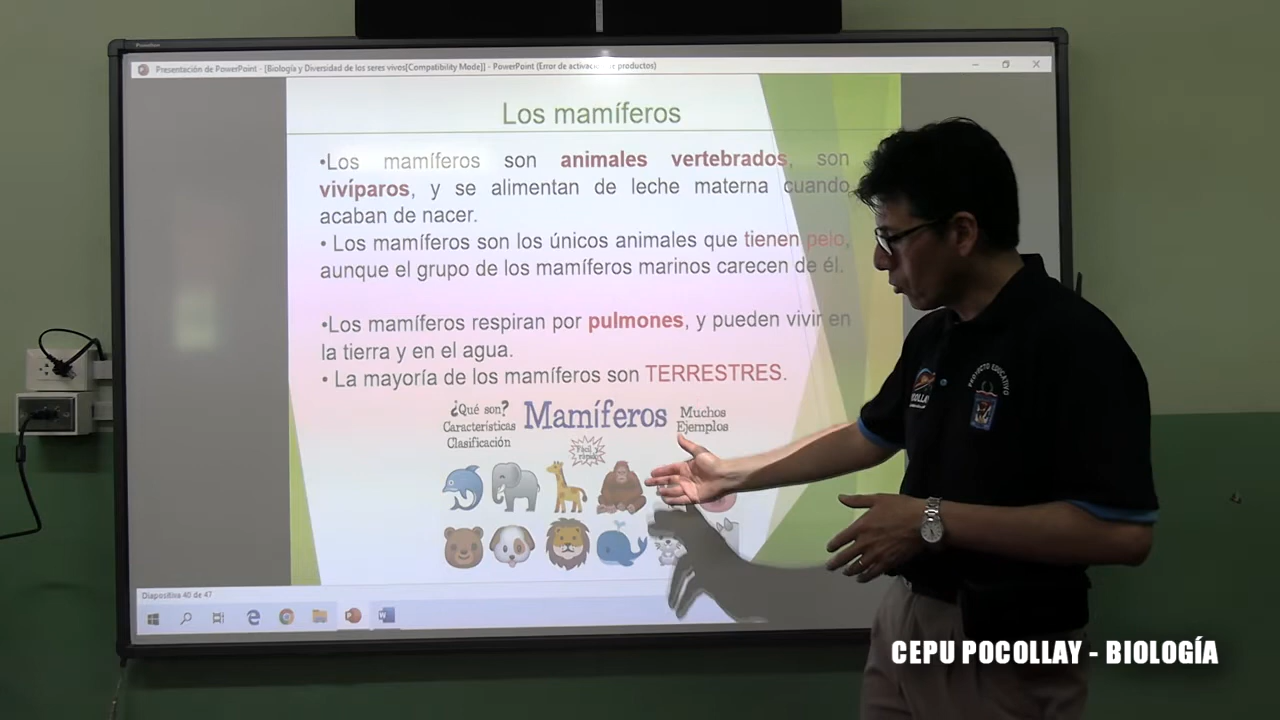 Presentación de PowerPoint - [Biología y Diversidad de los seres vivos[Compatibility Mode]] - PowerPoint (Error de de productos)
Los mamíferos
•Los mamíferos son animales vertebrados, son
vivíparos, y se alimentan de leche materna cuando
acaban de nacer.
• Los mamíferos son los únicos animales que tienen pelo,
aunque el grupo de los mamíferos marinos carecen de él.
•Los mamíferos respiran por pulmones, y pueden vivir en
la tierra y en el agua.
• La mayoría de los mamíferos son TERRESTRES.
¿Qué son?
Características
Clasificación
Mamíferos
Muchos
Ejemplos
Fácil y
rápido
Diapositiva 40 de 47
PROYECTO EDUCATIVO
CEPU POCOLLAY - BIOLOGÍA